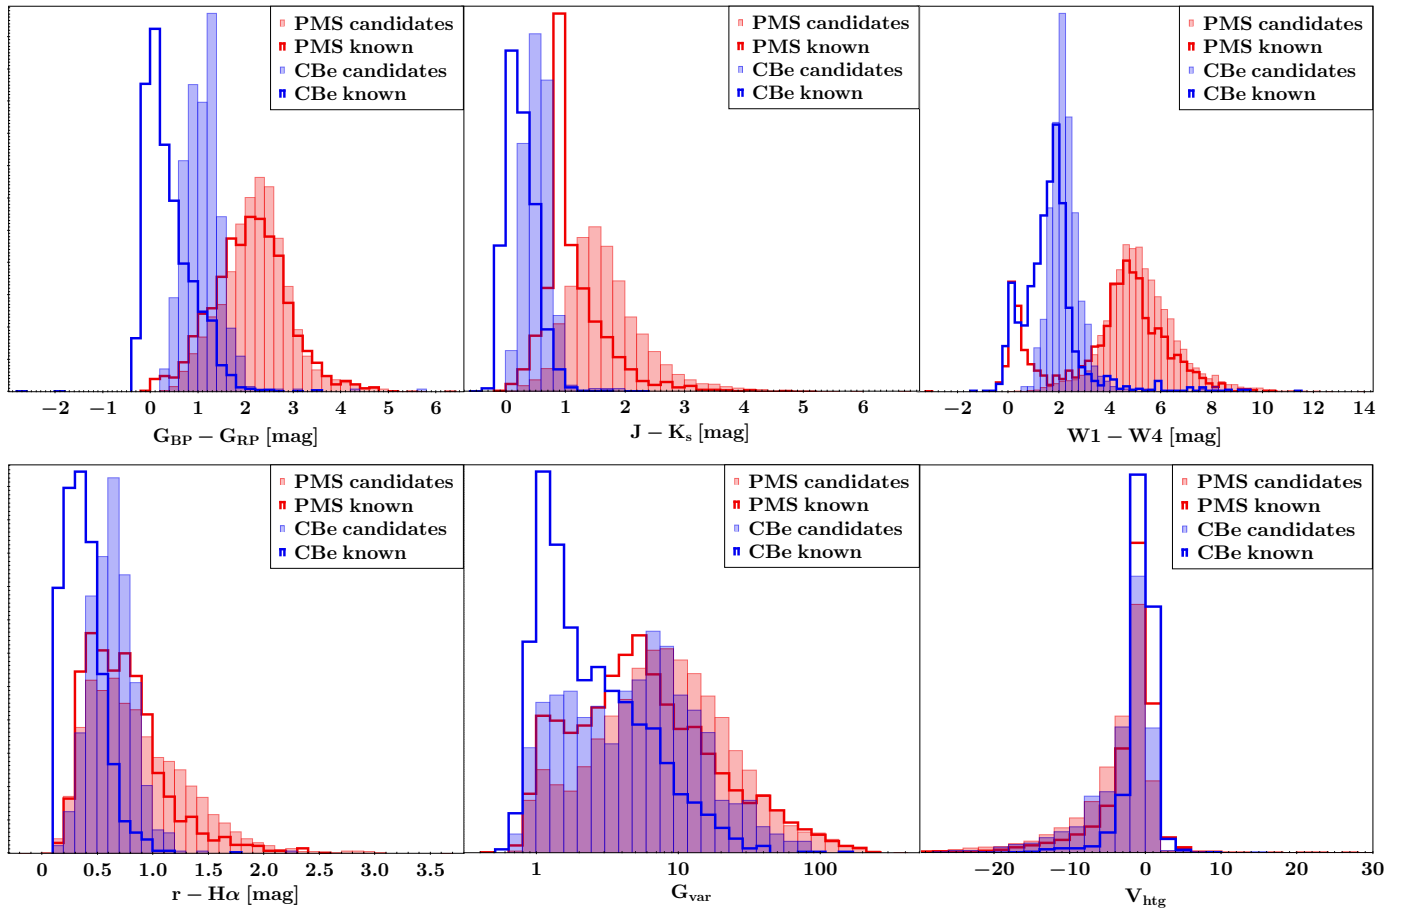 PMS candidates
PMS known
CBe candidates
CBe known
−2 −1 0 1 2 3 4 5 6
G_BP − G_RP [mag]
PMS candidates
PMS known
CBe candidates
CBe known
0 1 2 3 4 5 6
J − K_s [mag]
PMS candidates
PMS known
CBe candidates
CBe known
−2 0 2 4 6 8 10 12 14
W1 − W4 [mag]
PMS candidates
PMS known
CBe candidates
CBe known
0 0.5 1.0 1.5 2.0 2.5 3.0 3.5
r − Hα [mag]
PMS candidates
PMS known
CBe candidates
CBe known
1 10 100
G_var
PMS candidates
PMS known
CBe candidates
CBe known
−20 −10 0 10 20 30
V_htg